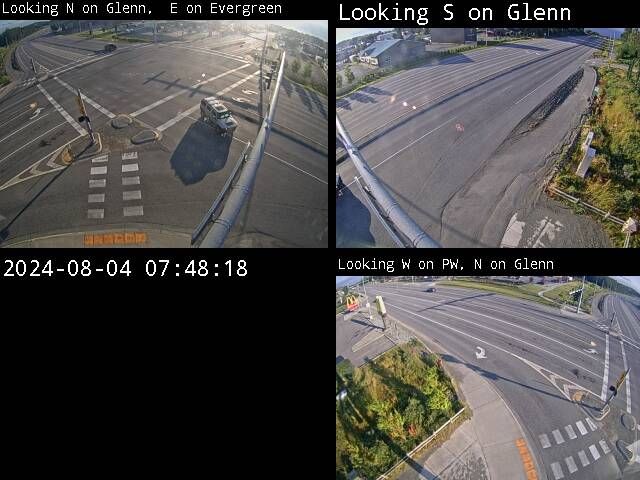 Looking N on Glenn,  E on Evergreen
Looking S on Glenn
2024-08-04 07:48:18
Looking W on PW, N on Glenn